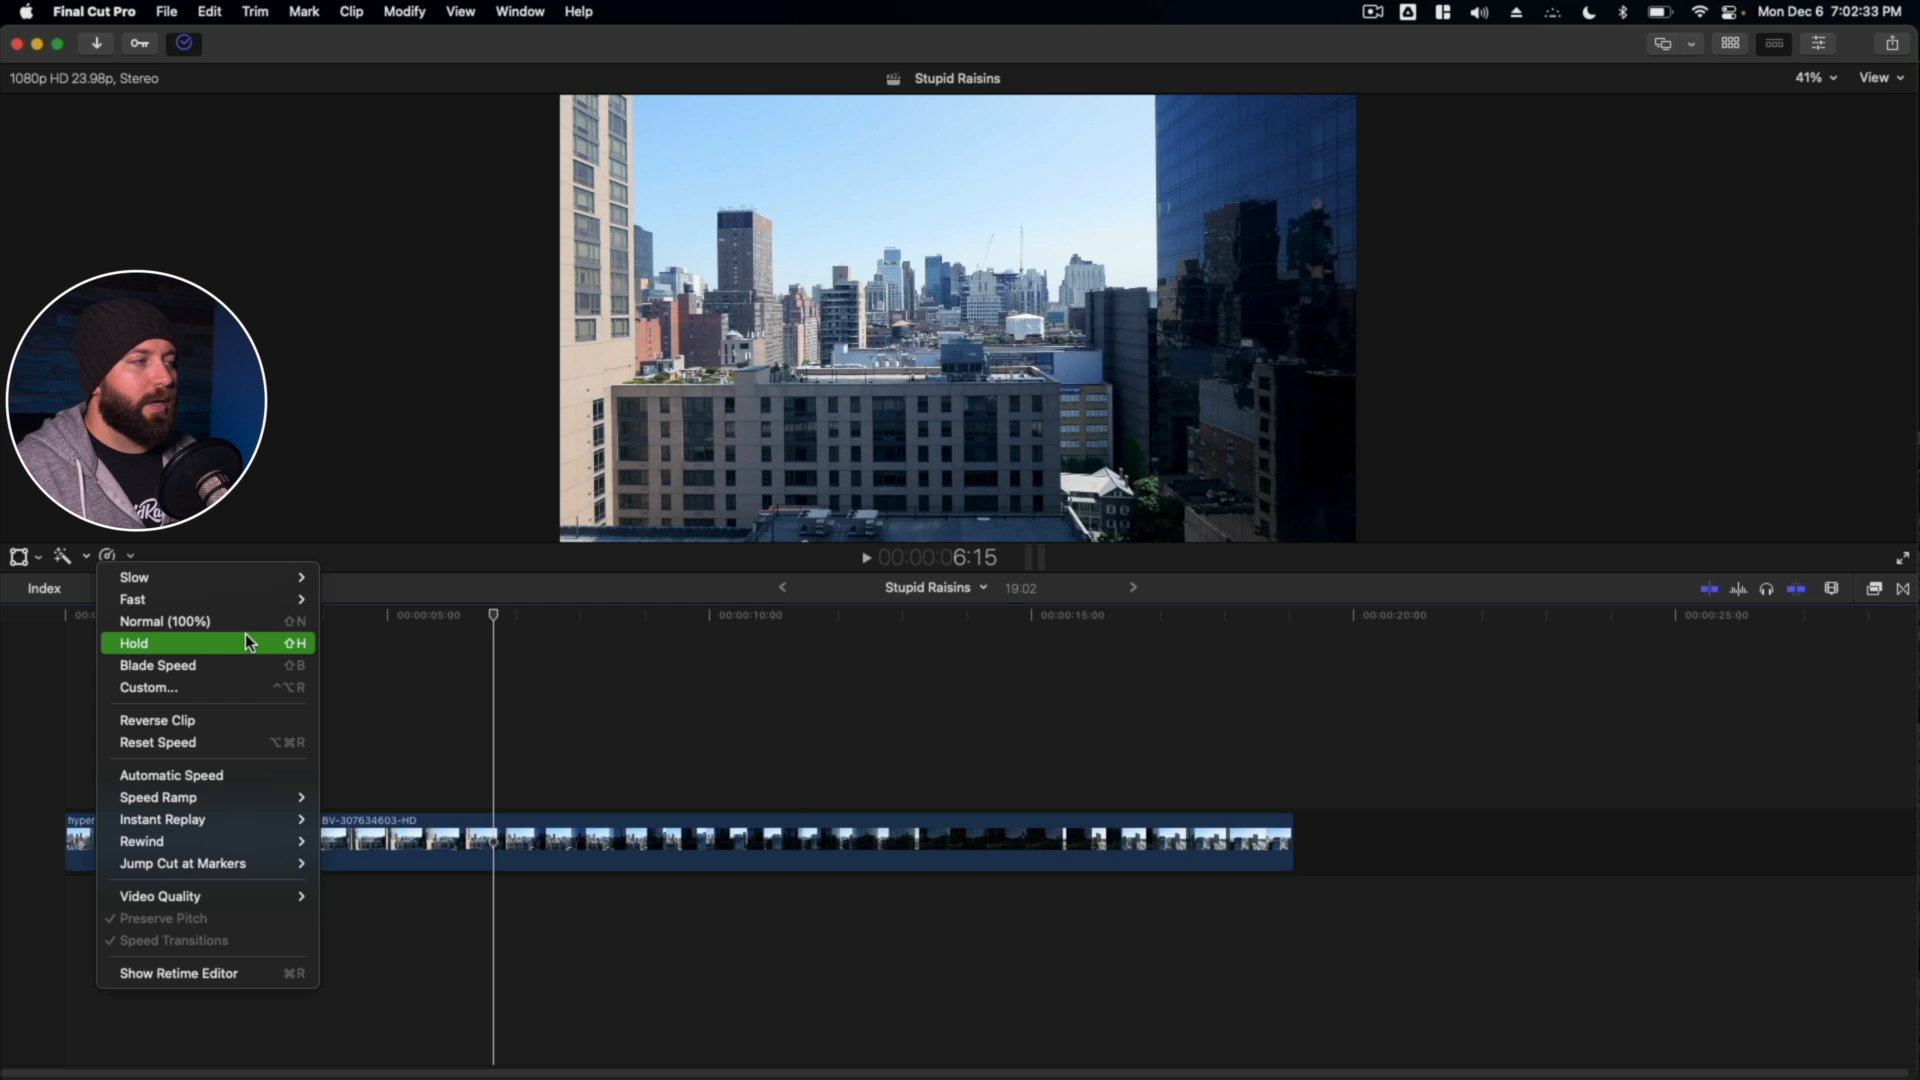 Final Cut Pro File Edit Trim Mark Clip Modify View Window Help Mon Dec 6 7:02:33 PM
1080p HD 23.98p, Stereo Stupid Raisins 41% View
00:00:06:15
Index Stupid Raisins 19:02
00:00:05:00 00:00:10:00 00:00:15:00 00:00:20:00 00:00:25:00
Slow
Fast
Normal (100%) ⇧N
Hold ⇧H
Blade Speed ⇧B
Custom... ^⌥R
Reverse Clip
Reset Speed ⌥⌘R
Automatic Speed
Speed Ramp
Instant Replay
Rewind
Jump Cut at Markers
Video Quality
✓ Preserve Pitch
✓ Speed Transitions
Show Retime Editor ⌘R
hyper BV-307634603-HD